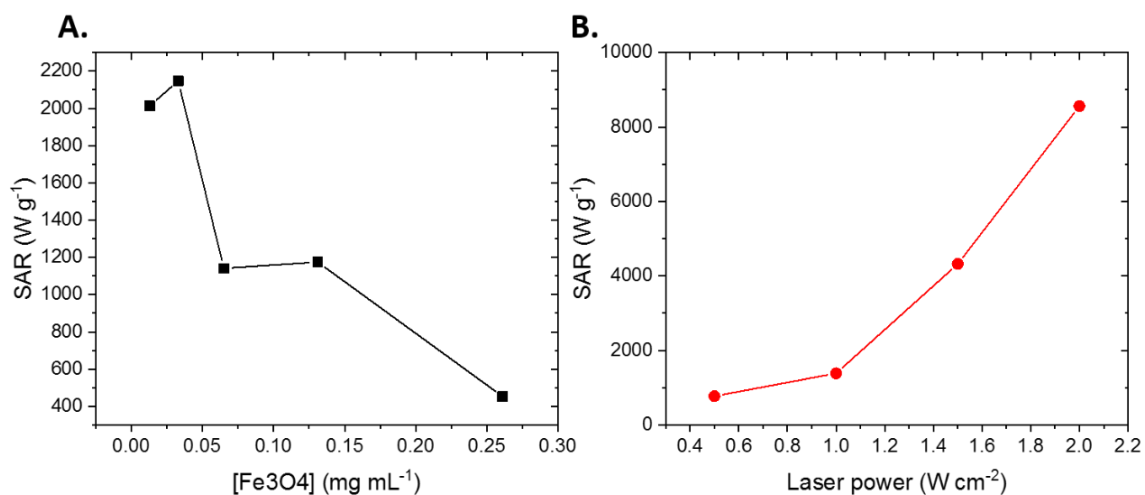 A.
2200
2000
1800
1600
1400
1200
1000
800
600
400
SAR (W g⁻¹)
0.00 0.05 0.10 0.15 0.20 0.25 0.30
[Fe3O4] (mg mL⁻¹)
B.
10000
8000
6000
4000
2000
0
SAR (W g⁻¹)
0.4 0.6 0.8 1.0 1.2 1.4 1.6 1.8 2.0 2.2
Laser power (W cm⁻²)